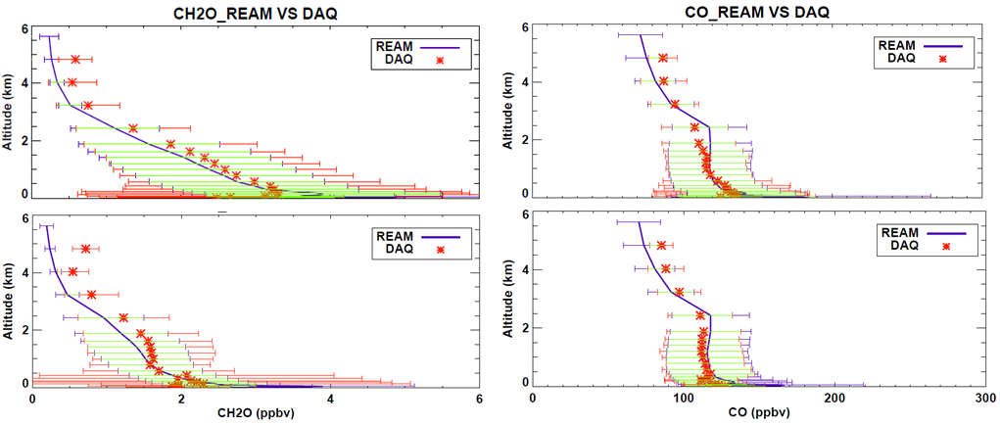 CH2O_REAM VS DAQ
6
4
2
0
Altitude (km)
REAM
DAQ
CO_REAM VS DAQ
6
4
2
0
Altitude (km)
REAM
DAQ
6
4
2
0
Altitude (km)
REAM
DAQ
0
2
4
6
CH2O (ppbv)
6
4
2
0
Altitude (km)
REAM
DAQ
0
100
200
300
CO (ppbv)